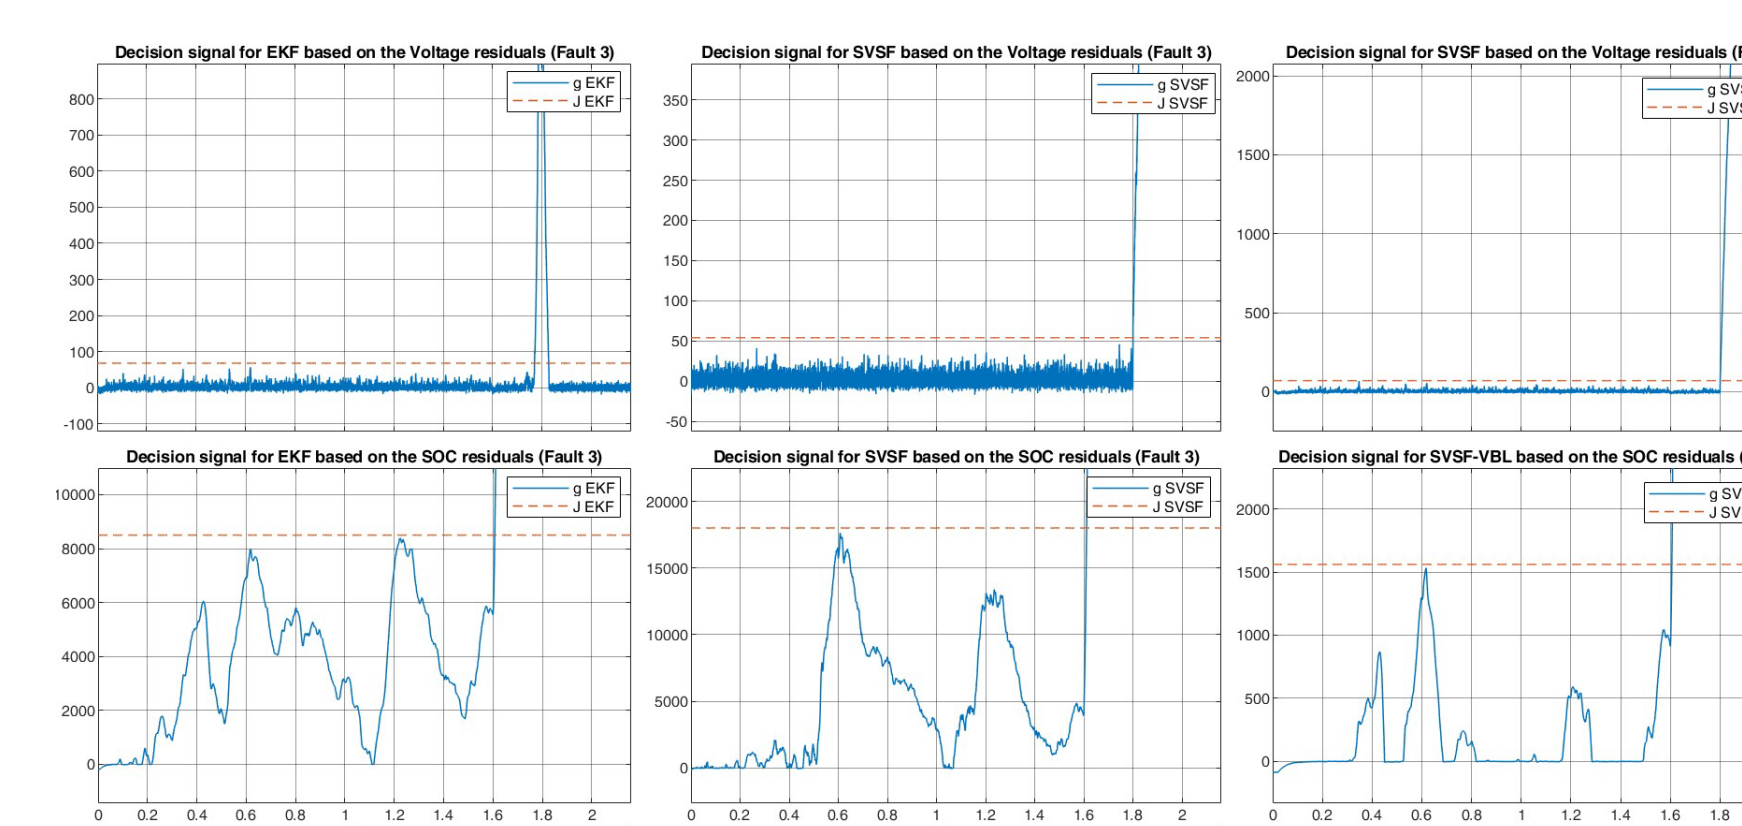 Decision signal for EKF based on the Voltage residuals (Fault 3)
800
700
600
500
400
300
200
100
0
-100
g EKF
J EKF
Decision signal for SVSF based on the Voltage residuals (Fault 3)
350
300
250
200
150
100
50
0
-50
g SVSF
J SVSF
Decision signal for SVSF based on the Voltage residuals (
2000
1500
1000
500
0
g SVS
J SVS
Decision signal for EKF based on the SOC residuals (Fault 3)
10000
8000
6000
4000
2000
0
g EKF
J EKF
0 0.2 0.4 0.6 0.8 1 1.2 1.4 1.6 1.8 2
Decision signal for SVSF based on the SOC residuals (Fault 3)
20000
15000
10000
5000
0
g SVSF
J SVSF
0 0.2 0.4 0.6 0.8 1 1.2 1.4 1.6 1.8 2
Decision signal for SVSF-VBL based on the SOC residuals (
2000
1500
1000
500
0
g SV
J SV
0 0.2 0.4 0.6 0.8 1 1.2 1.4 1.6 1.8